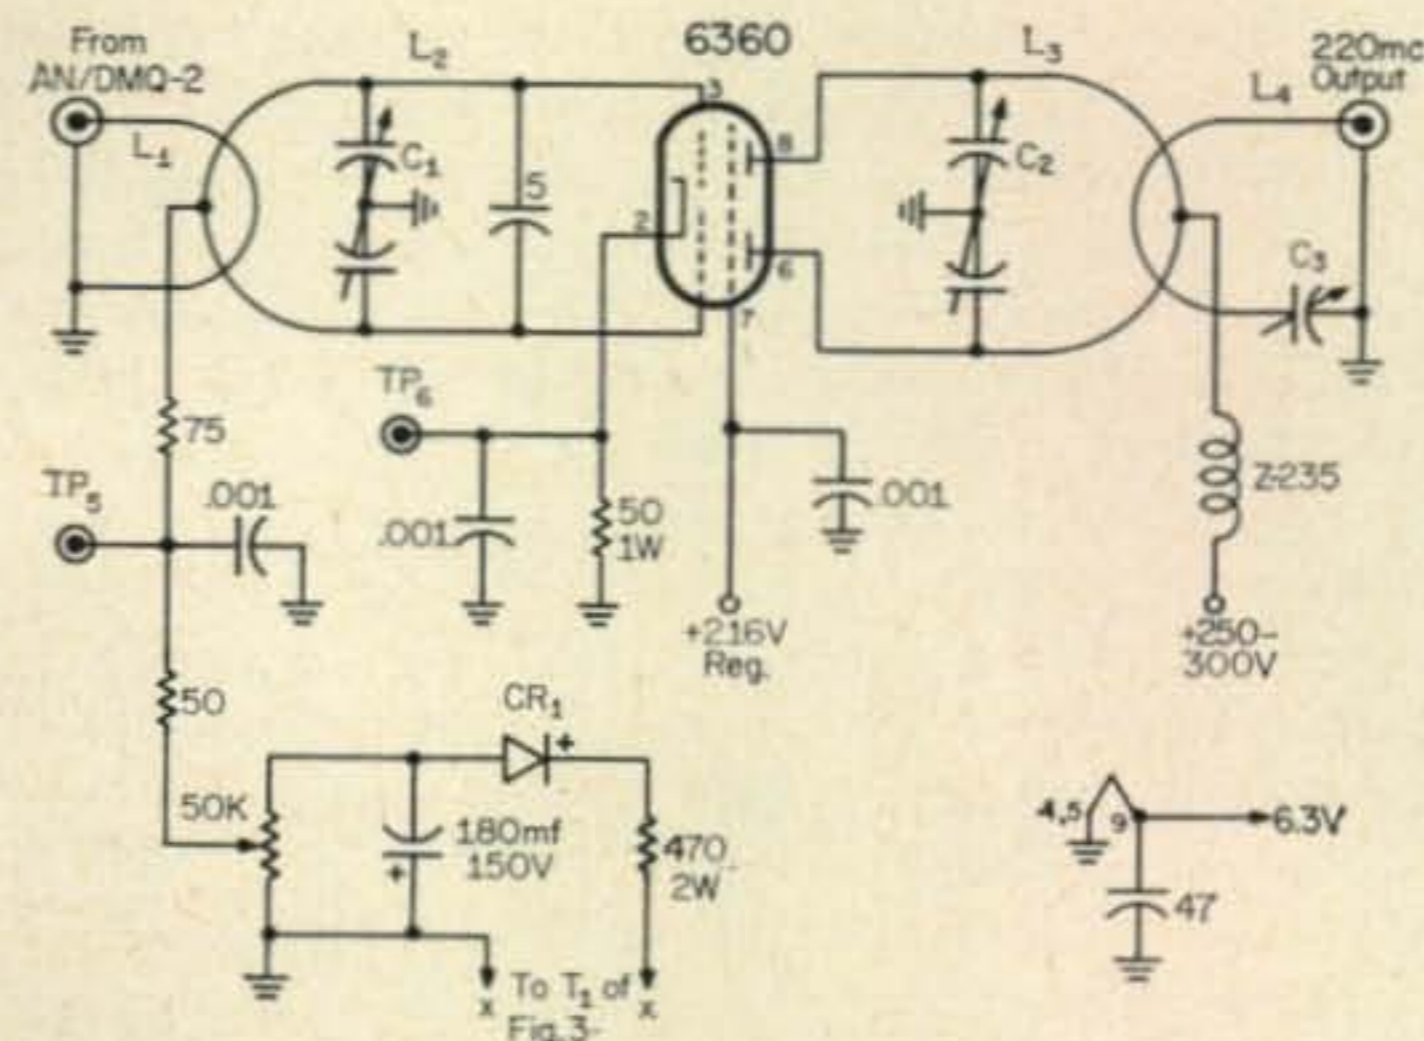 From
AN/DMQ-2
L1
L2
6360
L3
L4
220mc
Output
C1
5
3
2
8
6
7
C2
C3
75
TP5
.001
TP6
.001
50
1W
.001
Z-235
+216V
Reg.
+250-
300V
50
50K
CR1
+
180mf
150V
+
470
2W
x
To T1 of
Fig.3-
x
4,5
9
6.3V
47